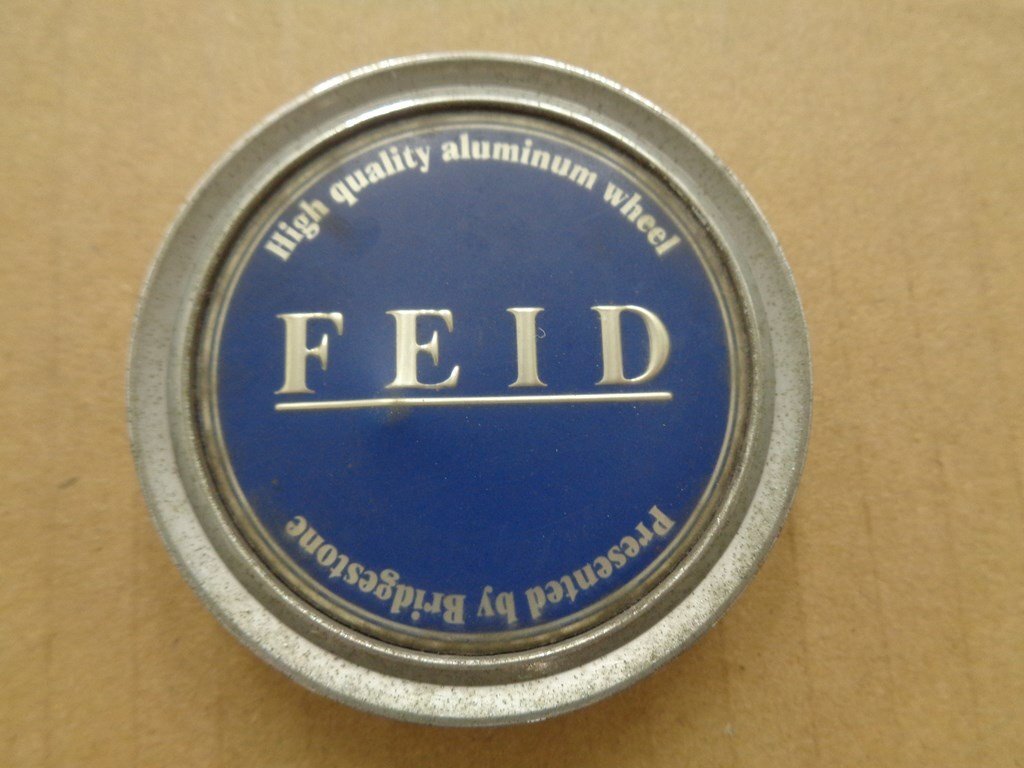 High quality aluminum wheel
FEID
Presented by Bridgestone